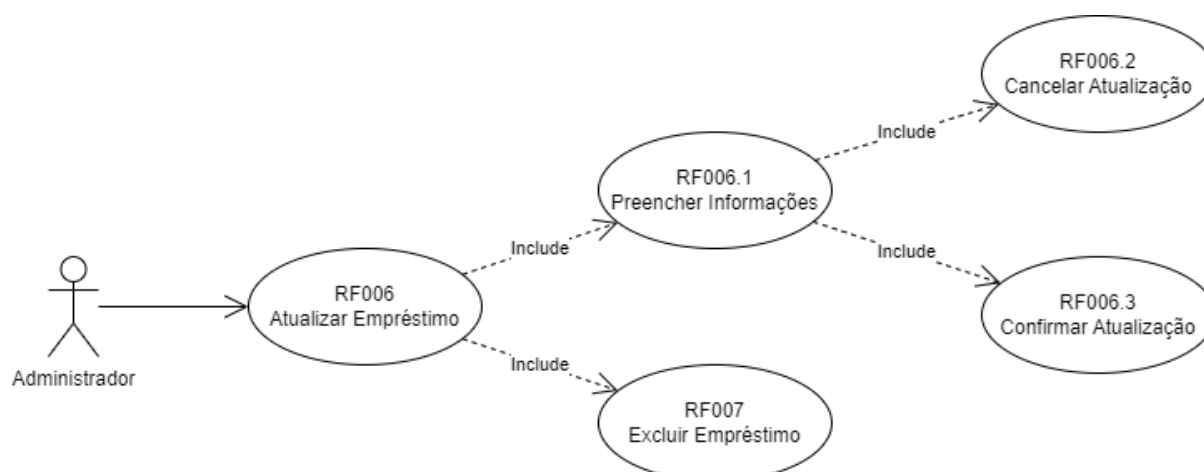 RF006.2
Cancelar Atualização
Include
RF006.1
Preencher Informações
Include
Include
RF006
Atualizar Empréstimo
RF006.3
Confirmar Atualização
Include
Administrador
RF007
Excluir Empréstimo